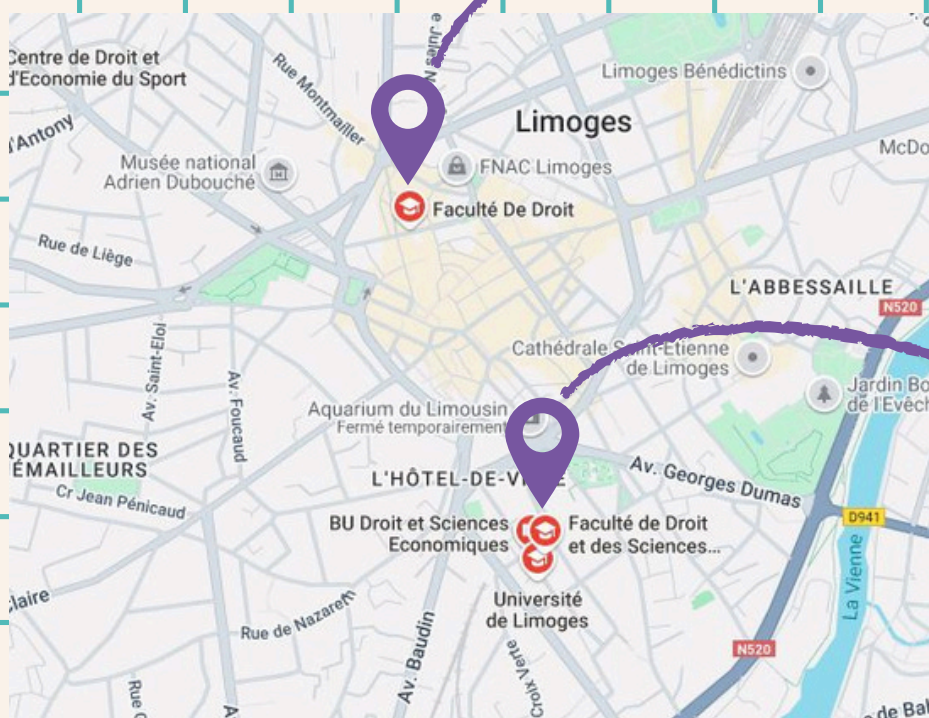 Centre de Droit et
d'Economie du Sport
Rue Montmailler
Limoges Bénédictins
Limoges
d'Antony
Musée national
Adrien Dubouché
FNAC Limoges
McDo
Faculté De Droit
Rue de Liège
L'ABBESSAILLE
N520
Av. Saint-Eloi
Av. Foucaud
Cathédrale Saint-Etienne
de Limoges
Aquarium du Limousin
Fermé temporairement
Jardin Bo
de l'Evêch
QUARTIER DES
ÉMAILLEURS
L'HÔTEL-DE-VILLE
Av. Georges Dumas
Cr Jean Pénicaud
BU Droit et Sciences
Economiques
Faculté de Droit
et des Sciences...
D941
La Vienne
Université
de Limoges
Claire
Rue de Nazareth
Av. Baudin
Croix Verte
N520
de Bal